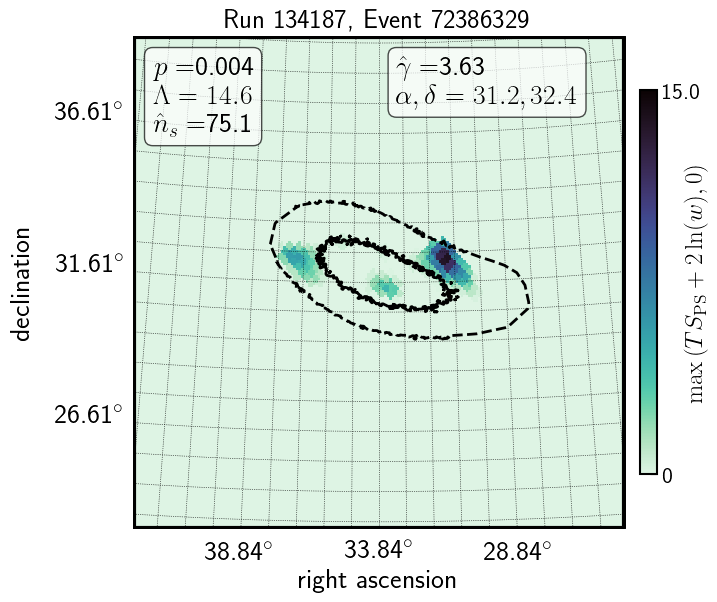 Run 134187, Event 72386329
p =0.004
Λ = 14.6
n̂ₛ =75.1
γ̂ =3.63
α, δ = 31.2, 32.4
36.61°
31.61°
26.61°
declination
38.84°
33.84°
28.84°
right ascension
15.0
0
max (TS_PS + 2 ln(w), 0)